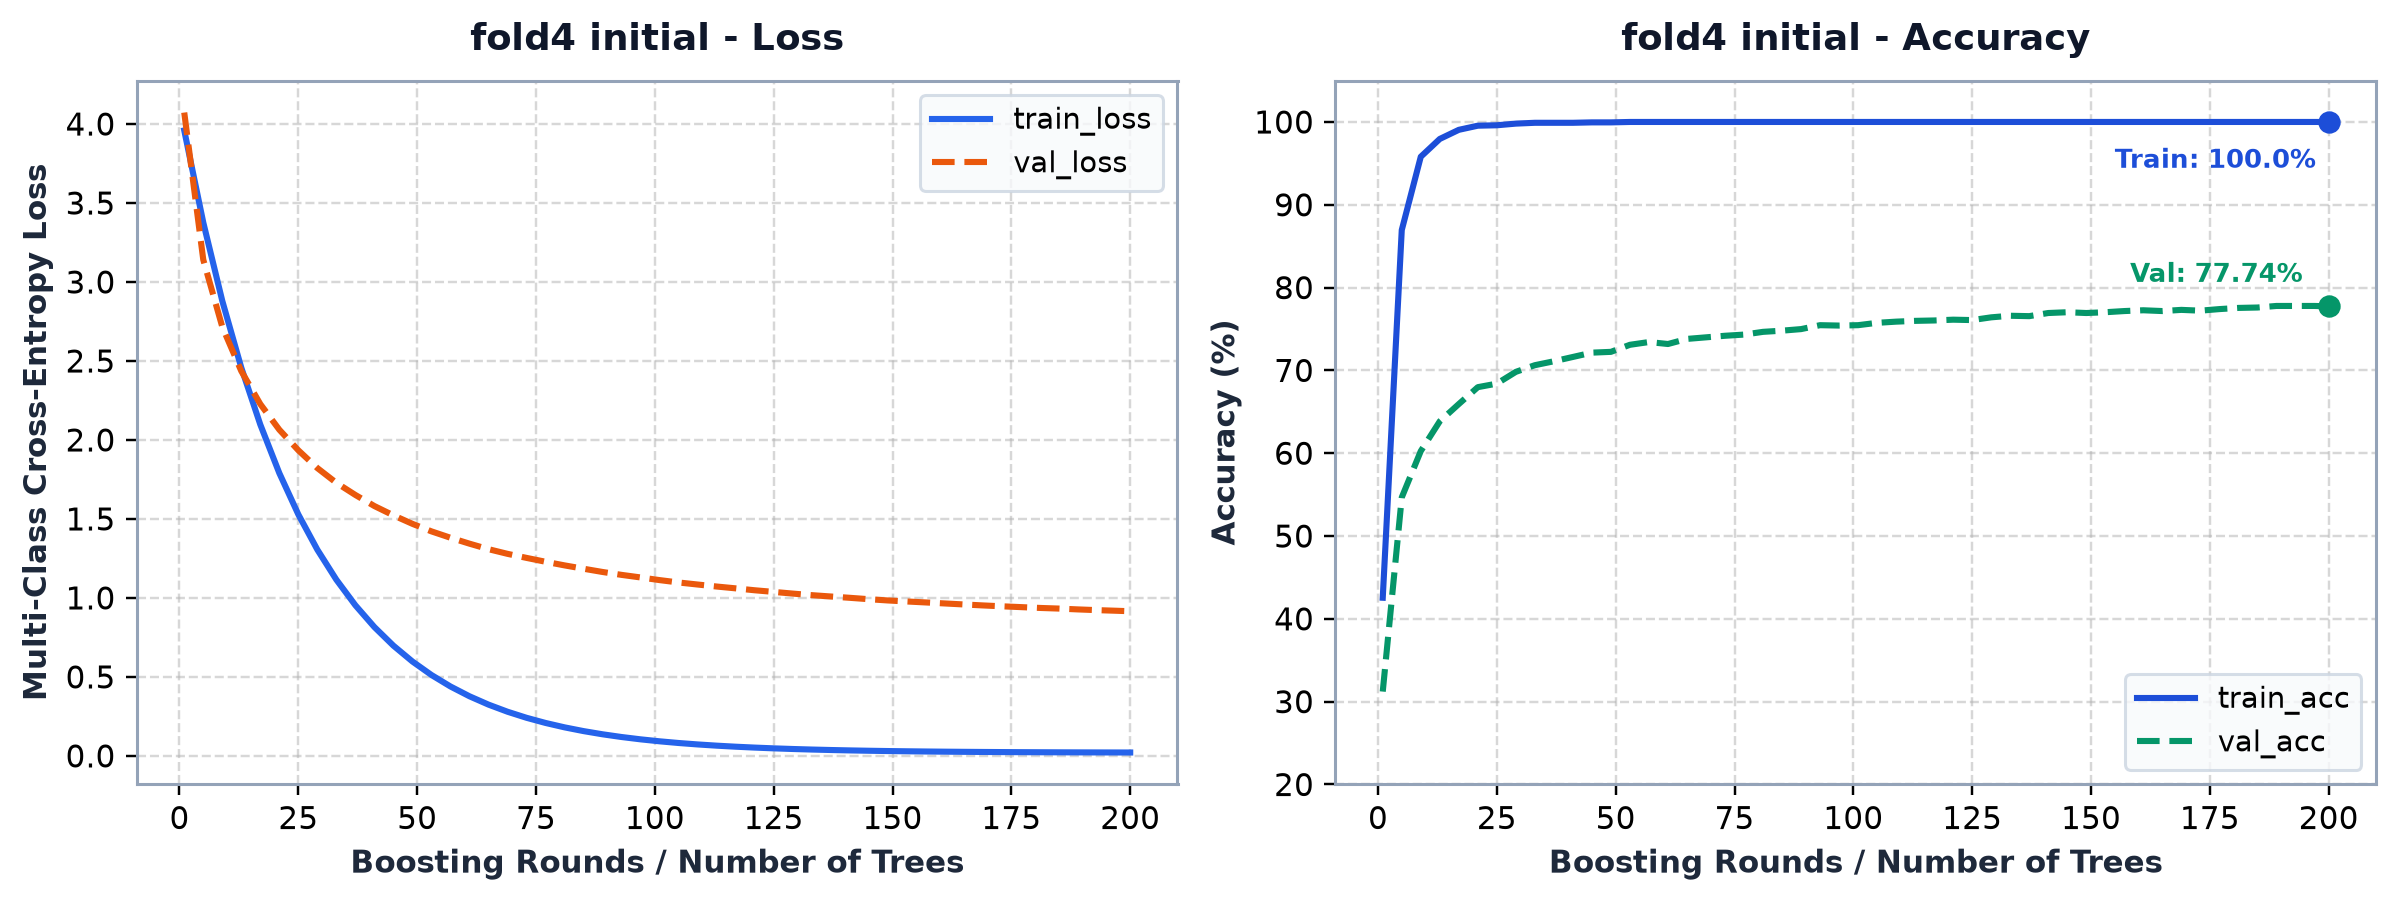 fold4 initial - Loss
Multi-Class Cross-Entropy Loss
4.0
3.5
3.0
2.5
2.0
1.5
1.0
0.5
0.0
train_loss
val_loss
0 25 50 75 100 125 150 175 200
Boosting Rounds / Number of Trees
fold4 initial - Accuracy
Accuracy (%)
100
90
80
70
60
50
40
30
20
Train: 100.0%
Val: 77.74%
train_acc
val_acc
0 25 50 75 100 125 150 175 200
Boosting Rounds / Number of Trees